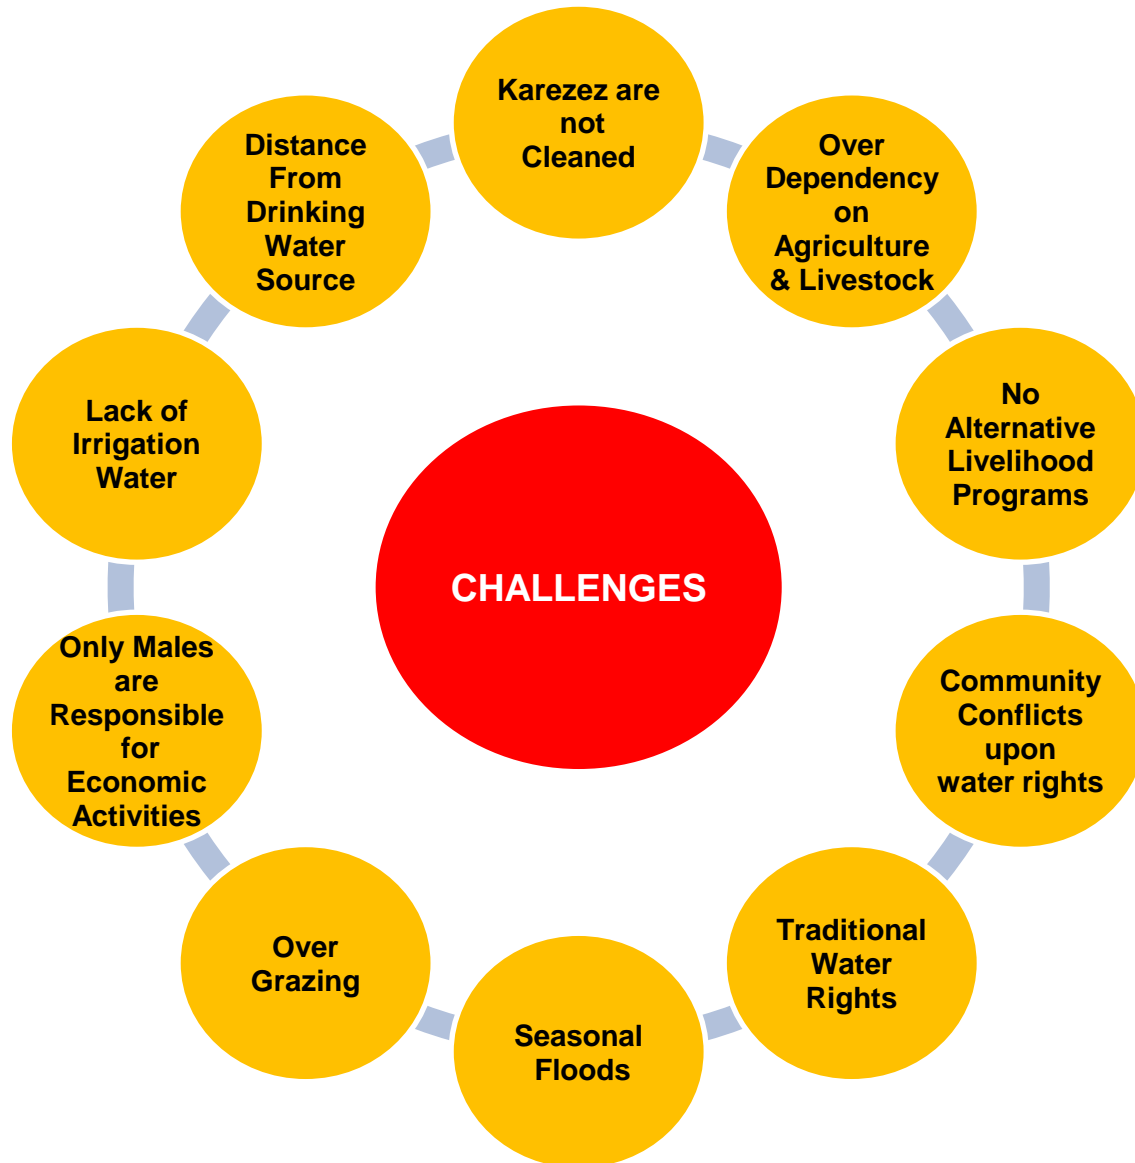 Karezez are
not
Cleaned
Over
Dependency
on
Agriculture
& Livestock
No
Alternative
Livelihood
Programs
Community
Conflicts
upon
water rights
Traditional
Water
Rights
Seasonal
Floods
Over
Grazing
Only Males
are
Responsible
for
Economic
Activities
Lack of
Irrigation
Water
Distance
From
Drinking
Water
Source
CHALLENGES